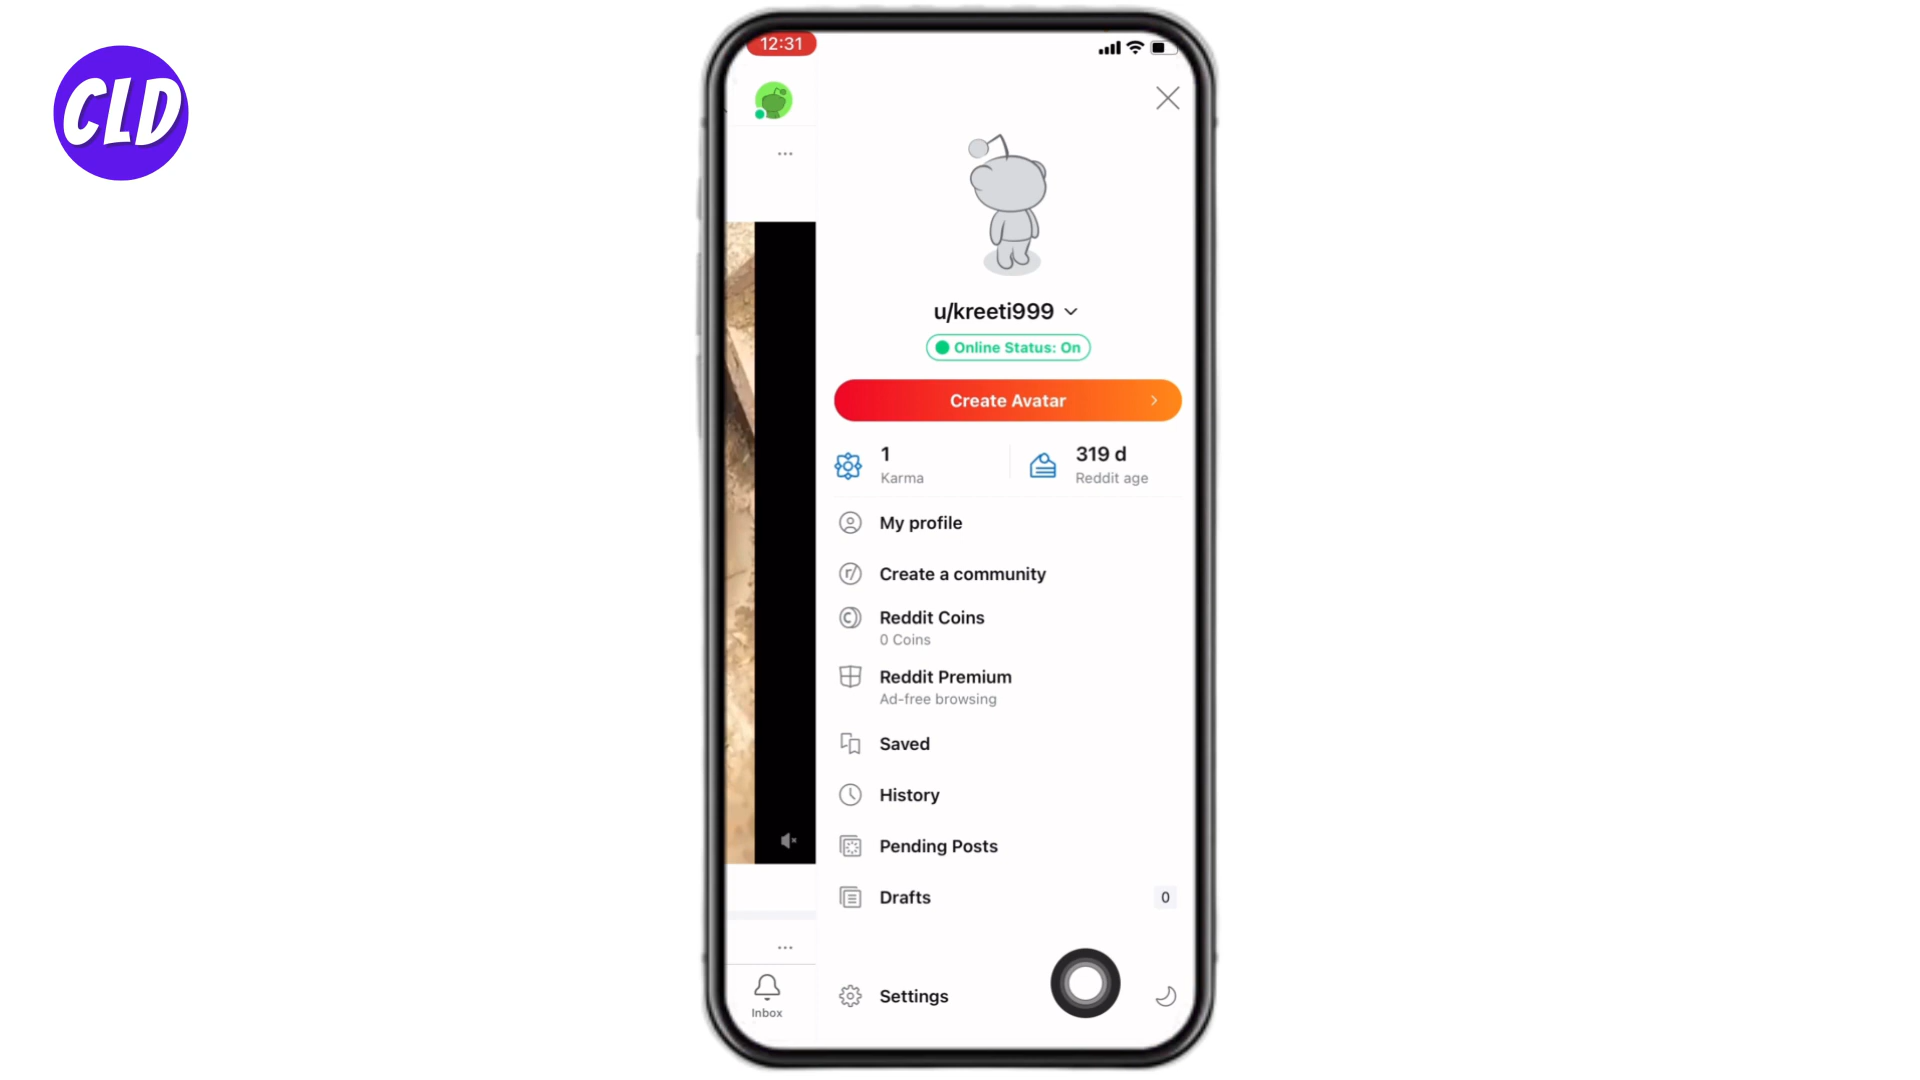 CLD
12:31
u/kreeti999
Online Status: On
Create Avatar
1
Karma
319 d
Reddit age
My profile
Create a community
Reddit Coins
0 Coins
Reddit Premium
Ad-free browsing
Saved
History
Pending Posts
Drafts
0
Inbox
Settings